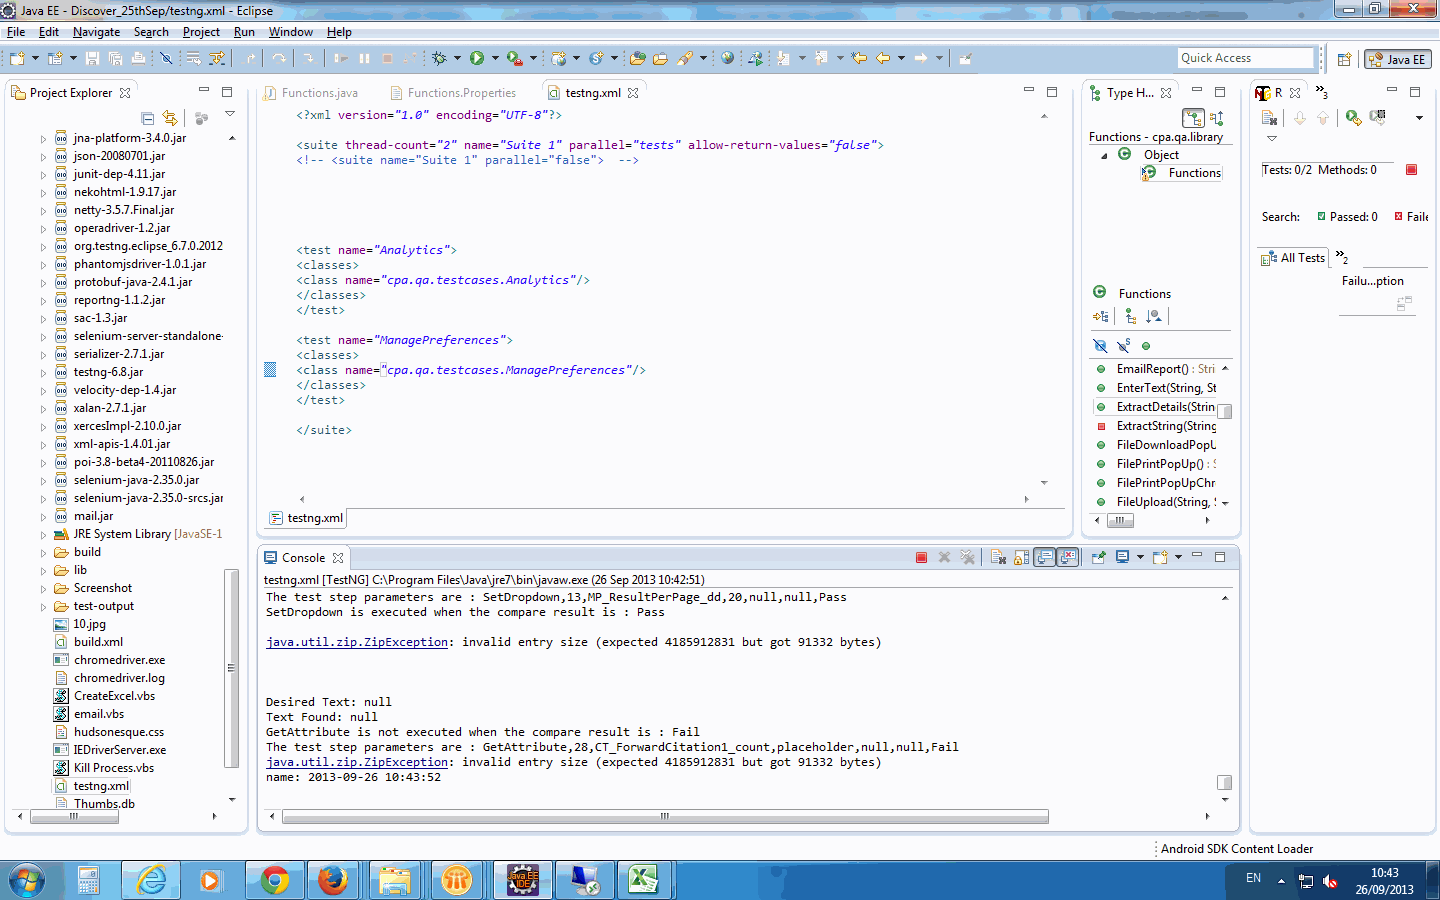 Java EE - Discover_25thSep/testng.xml - Eclipse
File Edit Navigate Search Project Run Window Help
Quick Access
Java EE
Project Explorer
jna-platform-3.4.0.jar
json-20080701.jar
junit-dep-4.11.jar
nekohtml-1.9.17.jar
netty-3.5.7.Final.jar
operadriver-1.2.jar
org.testng.eclipse_6.7.0.2012
phantomjsdriver-1.0.1.jar
protobuf-java-2.4.1.jar
reportng-1.1.2.jar
sac-1.3.jar
selenium-server-standalone-
serializer-2.7.1.jar
testng-6.8.jar
velocity-dep-1.4.jar
xalan-2.7.1.jar
xercesImpl-2.10.0.jar
xml-apis-1.4.01.jar
poi-3.8-beta4-20110826.jar
selenium-java-2.35.0.jar
selenium-java-2.35.0-srcs.jar
mail.jar
JRE System Library [JavaSE-1
build
lib
Screenshot
test-output
10.jpg
build.xml
chromedriver.exe
chromedriver.log
CreateExcel.vbs
email.vbs
hudsonesque.css
IEDriverServer.exe
Kill Process.vbs
testng.xml
Thumbs.db
Functions.java Functions.Properties testng.xml
<?xml version="1.0" encoding="UTF-8"?>
<suite thread-count="2" name="Suite 1" parallel="tests" allow-return-values="false">
<!-- <suite name="Suite 1" parallel="false">  -->
<test name="Analytics">
<classes>
<class name="cpa.qa.testcases.Analytics"/>
</classes>
</test>
<test name="ManagePreferences">
<classes>
<class name="cpa.qa.testcases.ManagePreferences"/>
</classes>
</test>
</suite>
testng.xml
Console
testng.xml [TestNG] C:\Program Files\Java\jre7\bin\javaw.exe (26 Sep 2013 10:42:51)
The test step parameters are : SetDropdown,13,MP_ResultPerPage_dd,20,null,null,Pass
SetDropdown is executed when the compare result is : Pass
java.util.zip.ZipException: invalid entry size (expected 4185912831 but got 91332 bytes)
Desired Text: null
Text Found: null
GetAttribute is not executed when the compare result is : Fail
The test step parameters are : GetAttribute,28,CT_ForwardCitation1_count,placeholder,null,null,Fail
java.util.zip.ZipException: invalid entry size (expected 4185912831 but got 91332 bytes)
name: 2013-09-26 10:43:52
Type H...
Functions - cpa.qa.library
Object
Functions
Functions
EmailReport() : Stri
EnterText(String, St
ExtractDetails(Strin
ExtractString(String
FileDownloadPopU
FilePrintPopUp() : S
FilePrintPopUpChr
FileUpload(String, S
R
3
Tests: 0/2 Methods: 0
Search: Passed: 0 Faile
All Tests 2
Failu...ption
Android SDK Content Loader
Java EE
IDE
EN
10:43
26/09/2013